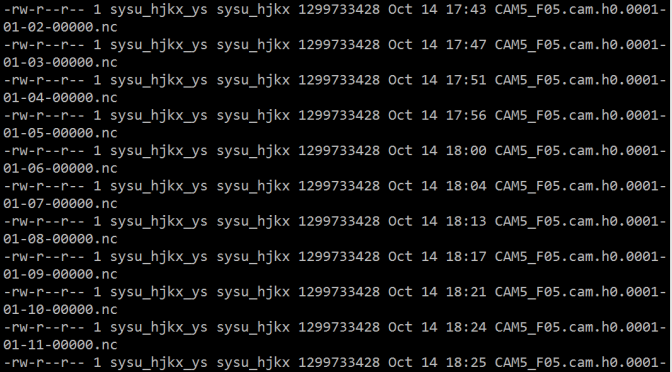 -rw-r--r-- 1 sysu_hjkx_ys sysu_hjkx 1299733428 Oct 14 17:43 CAM5_F05.cam.h0.0001-
01-02-00000.nc
-rw-r--r-- 1 sysu_hjkx_ys sysu_hjkx 1299733428 Oct 14 17:47 CAM5_F05.cam.h0.0001-
01-03-00000.nc
-rw-r--r-- 1 sysu_hjkx_ys sysu_hjkx 1299733428 Oct 14 17:51 CAM5_F05.cam.h0.0001-
01-04-00000.nc
-rw-r--r-- 1 sysu_hjkx_ys sysu_hjkx 1299733428 Oct 14 17:56 CAM5_F05.cam.h0.0001-
01-05-00000.nc
-rw-r--r-- 1 sysu_hjkx_ys sysu_hjkx 1299733428 Oct 14 18:00 CAM5_F05.cam.h0.0001-
01-06-00000.nc
-rw-r--r-- 1 sysu_hjkx_ys sysu_hjkx 1299733428 Oct 14 18:04 CAM5_F05.cam.h0.0001-
01-07-00000.nc
-rw-r--r-- 1 sysu_hjkx_ys sysu_hjkx 1299733428 Oct 14 18:13 CAM5_F05.cam.h0.0001-
01-08-00000.nc
-rw-r--r-- 1 sysu_hjkx_ys sysu_hjkx 1299733428 Oct 14 18:17 CAM5_F05.cam.h0.0001-
01-09-00000.nc
-rw-r--r-- 1 sysu_hjkx_ys sysu_hjkx 1299733428 Oct 14 18:21 CAM5_F05.cam.h0.0001-
01-10-00000.nc
-rw-r--r-- 1 sysu_hjkx_ys sysu_hjkx 1299733428 Oct 14 18:24 CAM5_F05.cam.h0.0001-
01-11-00000.nc
-rw-r--r-- 1 sysu_hjkx_ys sysu_hjkx 1299733428 Oct 14 18:25 CAM5_F05.cam.h0.0001-